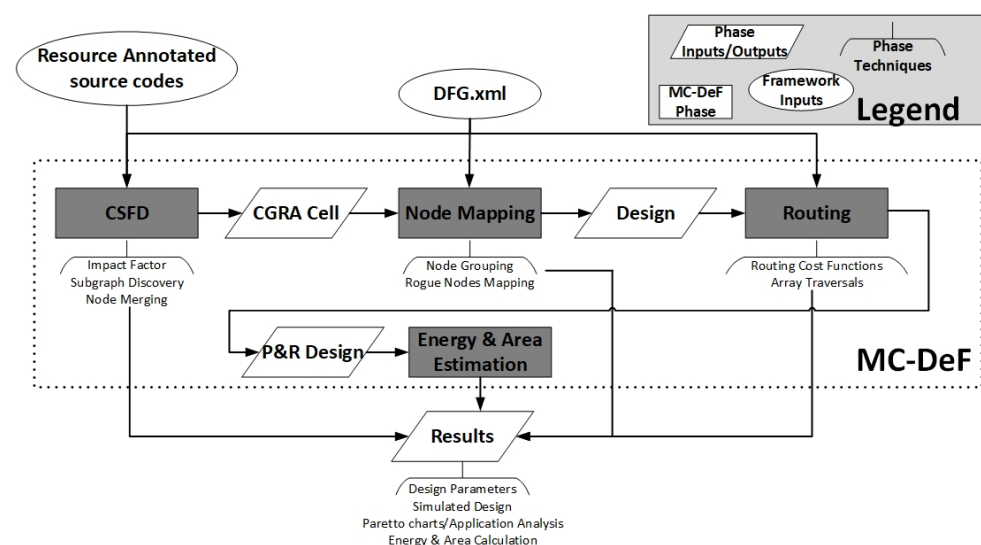 Resource Annotated
source codes
DFG.xml
Phase
Inputs/Outputs
Phase
Techniques
MC-DeF
Phase
Framework
Inputs
Legend
CSFD
CGRA Cell
Node Mapping
Design
Routing
Impact Factor
Subgraph Discovery
Node Merging
Node Grouping
Rogue Nodes Mapping
Routing Cost Functions
Array Traversals
P&R Design
Energy & Area
Estimation
MC-DeF
Results
Design Parameters
Simulated Design
Paretto charts/Application Analysis
Energy & Area Calculation